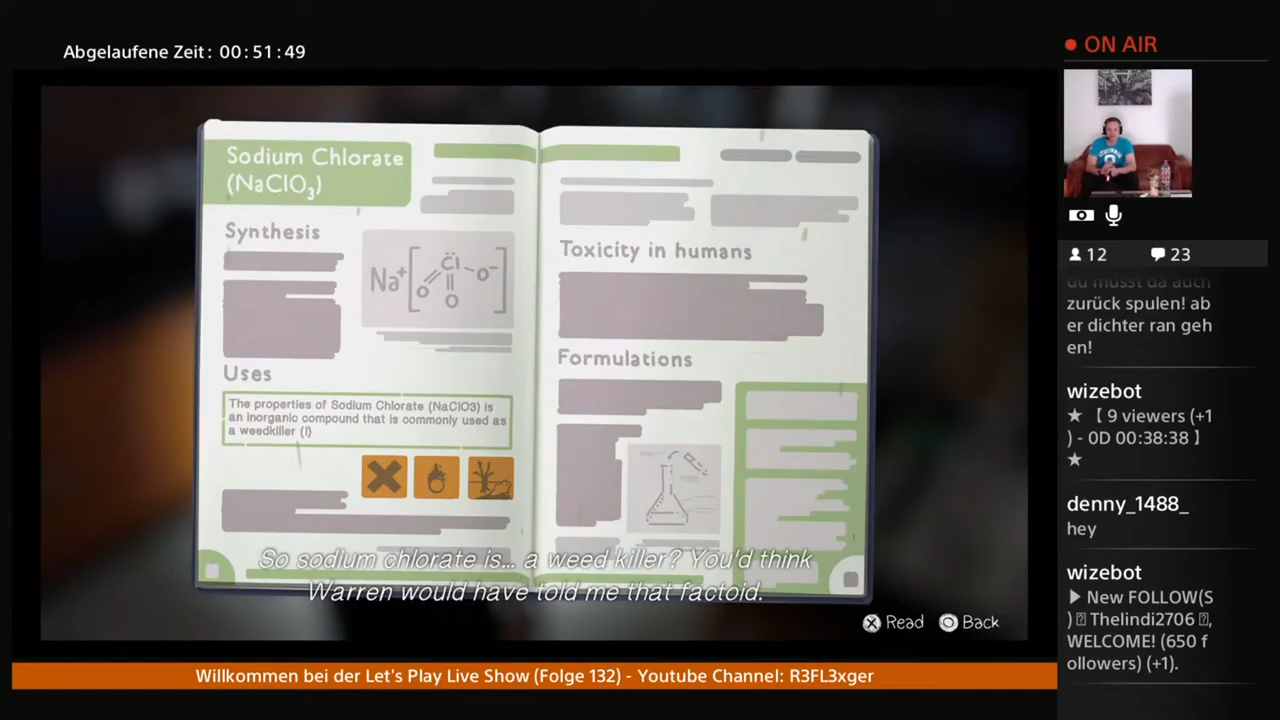 Abgelaufene Zeit: 00:51:49
ON AIR
Sodium Chlorate
(NaClO₃)
Synthesis
Na⁺ Cl O⁻ O O
Uses
The properties of Sodium Chlorate (NaClO3) is
an inorganic compound that is commonly used as
a weedkiller (!)
Toxicity in humans
Formulations
So sodium chlorate is... a weed killer? You'd think
Warren would have told me that factoid.
Read
Back
12 23
du musst da auch
zurück spulen! ab
er dichter ran geh
en!
wizebot
★ 【 9 viewers (+1
) - 0D 00:38:38 】
★
denny_1488_
hey
wizebot
▶ New FOLLOW(S
) Thelindi2706 ,
WELCOME! (650 f
ollowers) (+1).
Willkommen bei der Let's Play Live Show (Folge 132) - Youtube Channel: R3FL3xger